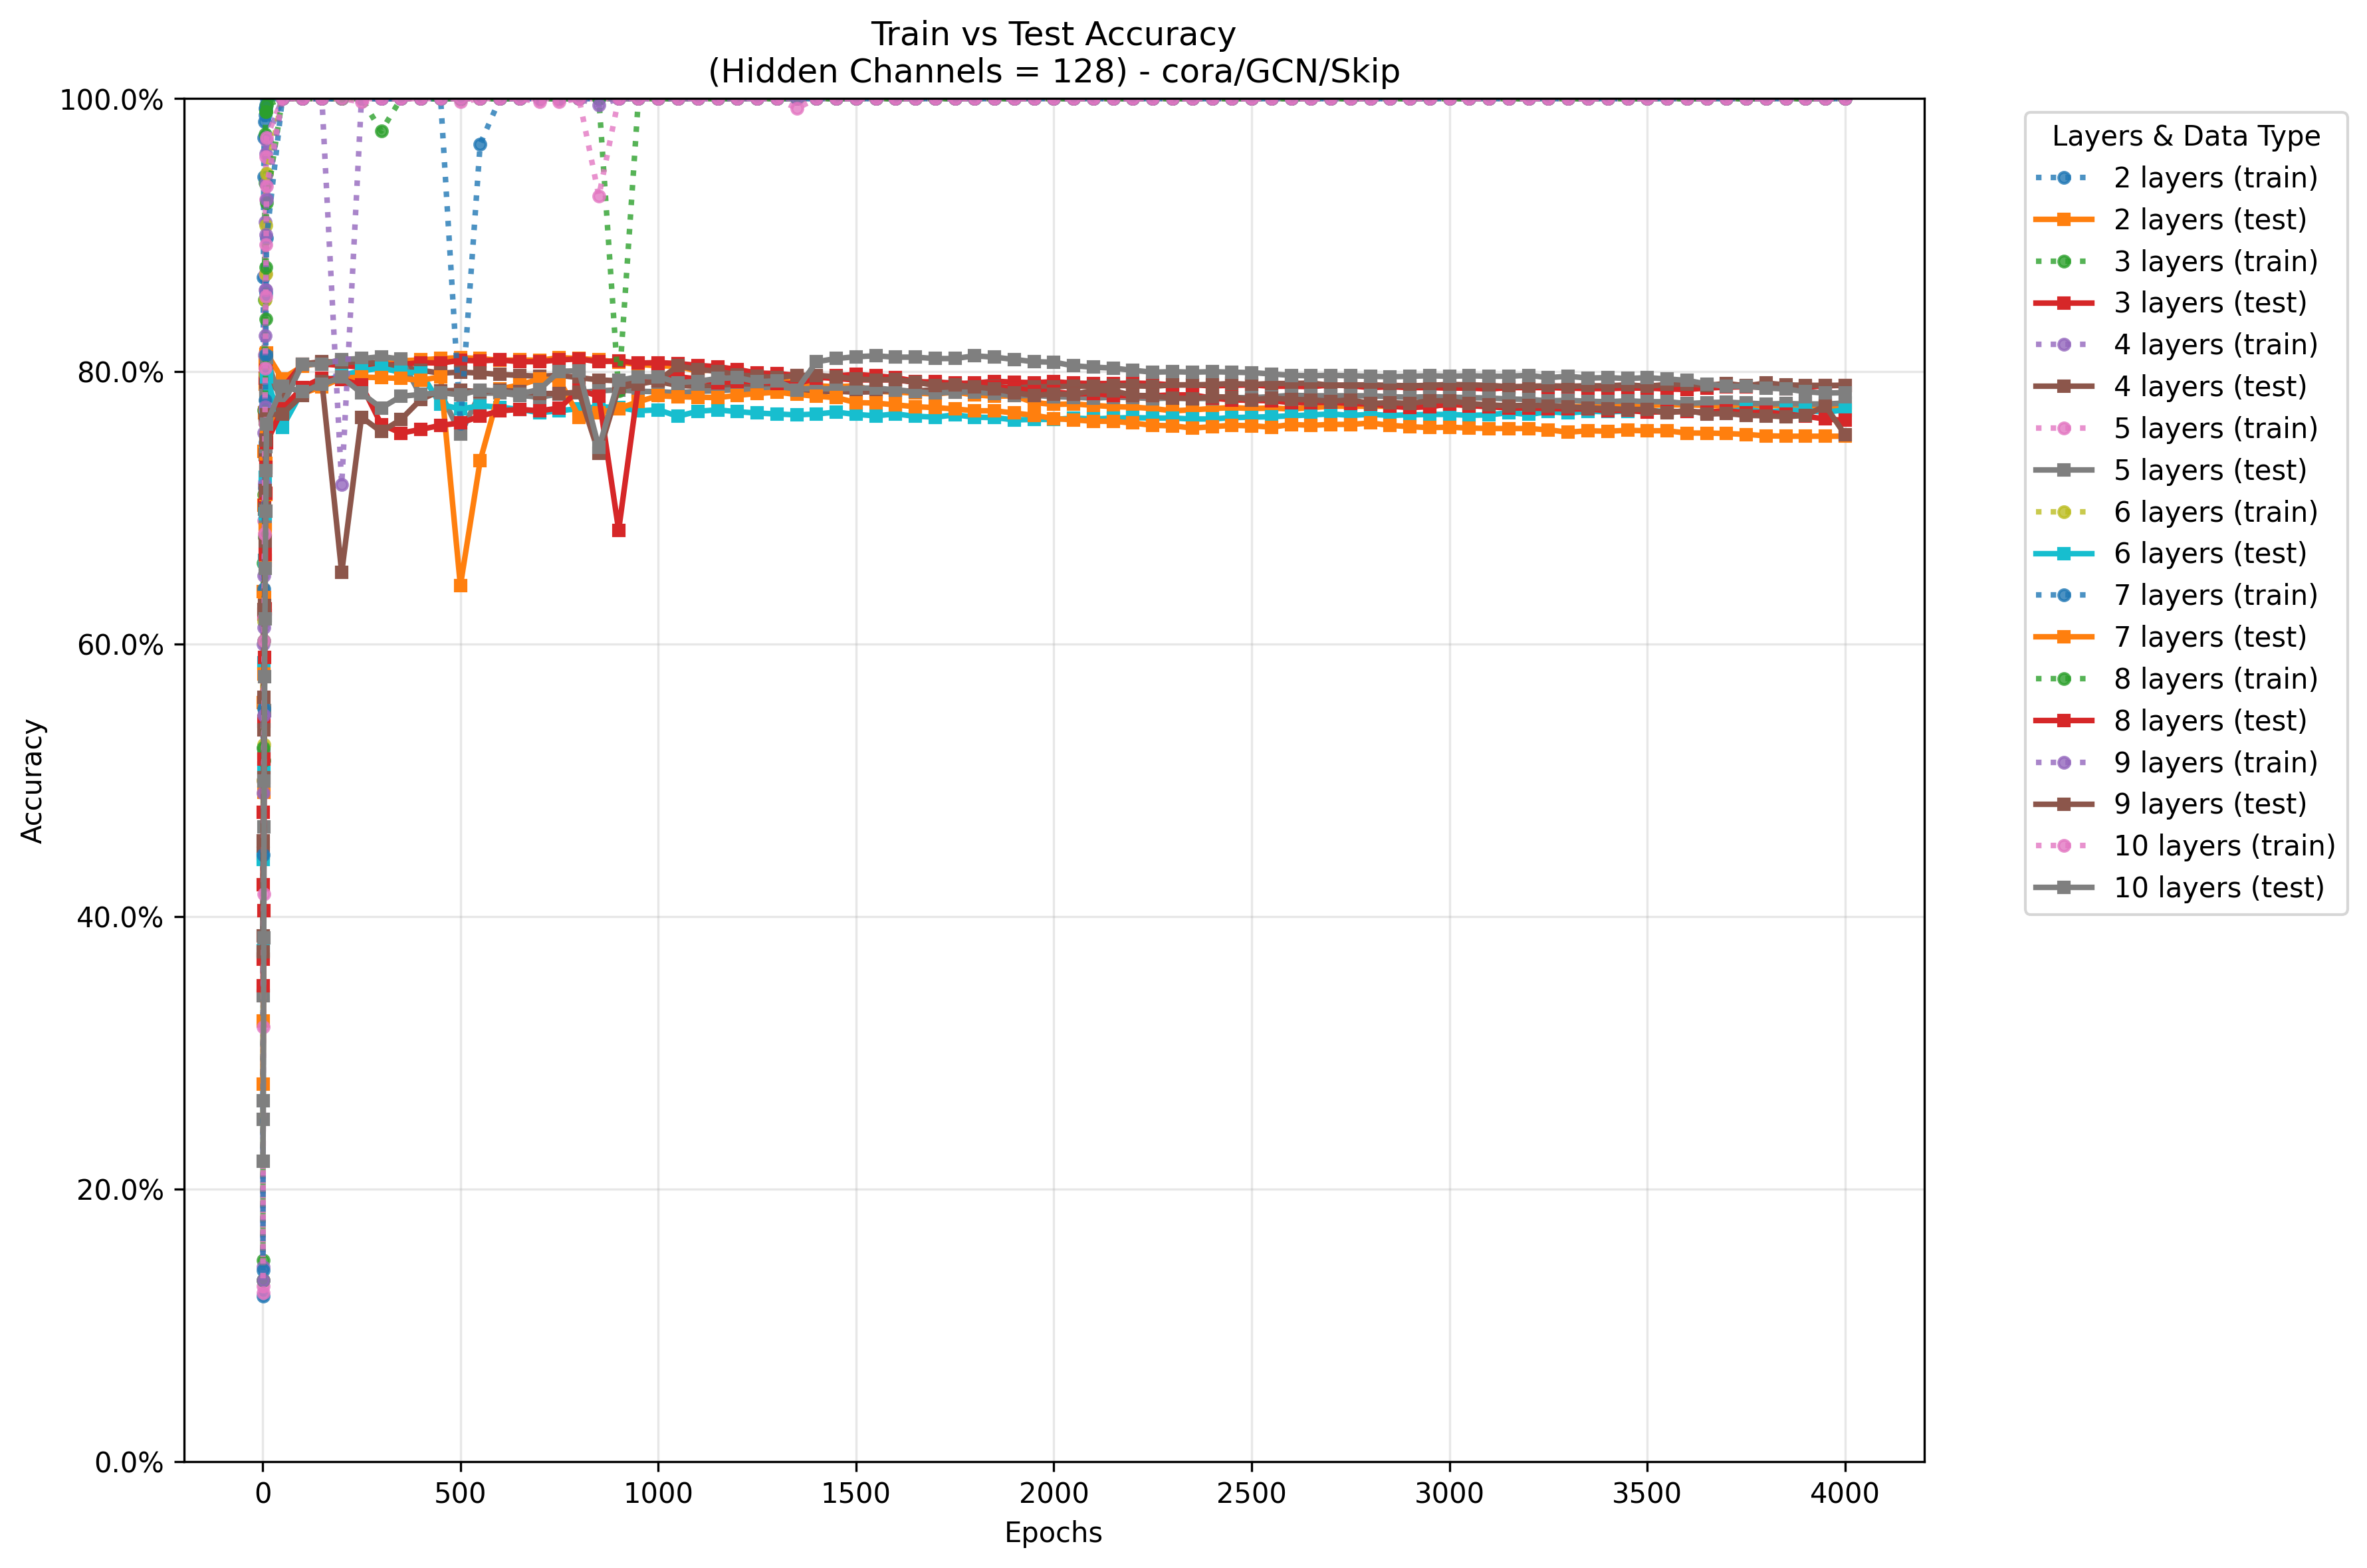 Train vs Test Accuracy
(Hidden Channels = 128) - cora/GCN/Skip
100.0%
80.0%
60.0%
40.0%
20.0%
0.0%
Accuracy
0
500
1000
1500
2000
2500
3000
3500
4000
Epochs
Layers & Data Type
2 layers (train)
2 layers (test)
3 layers (train)
3 layers (test)
4 layers (train)
4 layers (test)
5 layers (train)
5 layers (test)
6 layers (train)
6 layers (test)
7 layers (train)
7 layers (test)
8 layers (train)
8 layers (test)
9 layers (train)
9 layers (test)
10 layers (train)
10 layers (test)